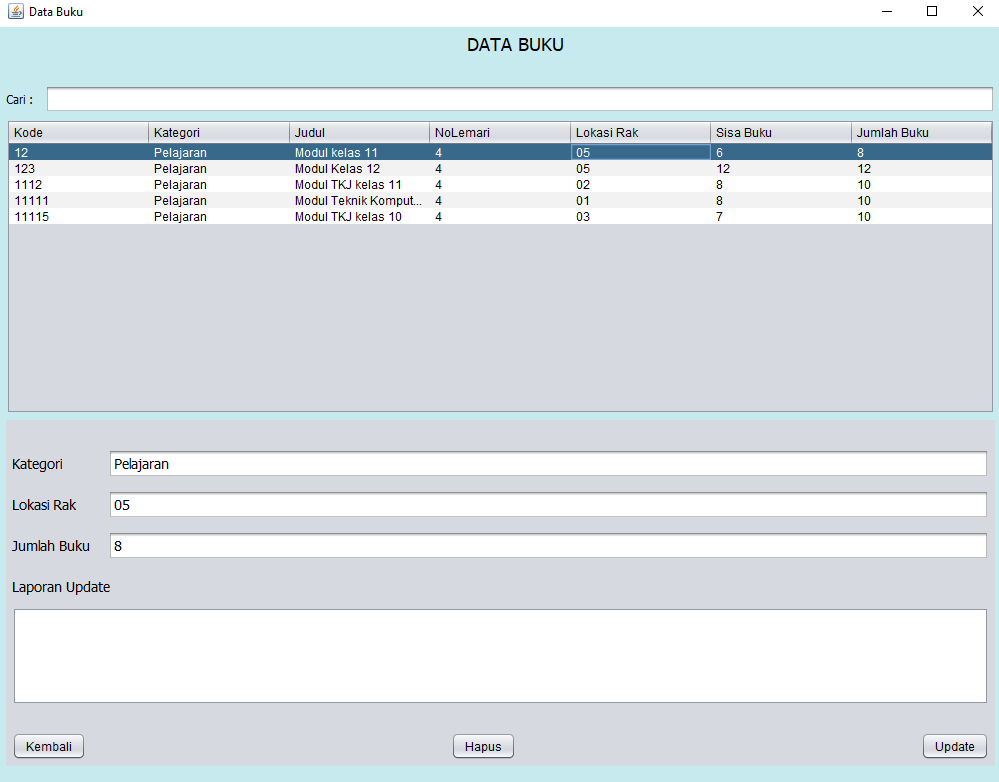 Data Buku
DATA BUKU
Cari :
Kode Kategori Judul NoLemari Lokasi Rak Sisa Buku Jumlah Buku
12 Pelajaran Modul kelas 11 4 05 6 8
123 Pelajaran Modul Kelas 12 4 05 12 12
1112 Pelajaran Modul TKJ kelas 11 4 02 8 10
11111 Pelajaran Modul Teknik Komput... 4 01 8 10
11115 Pelajaran Modul TKJ kelas 10 4 03 7 10
Kategori Pelajaran
Lokasi Rak 05
Jumlah Buku 8
Laporan Update
Kembali Hapus Update